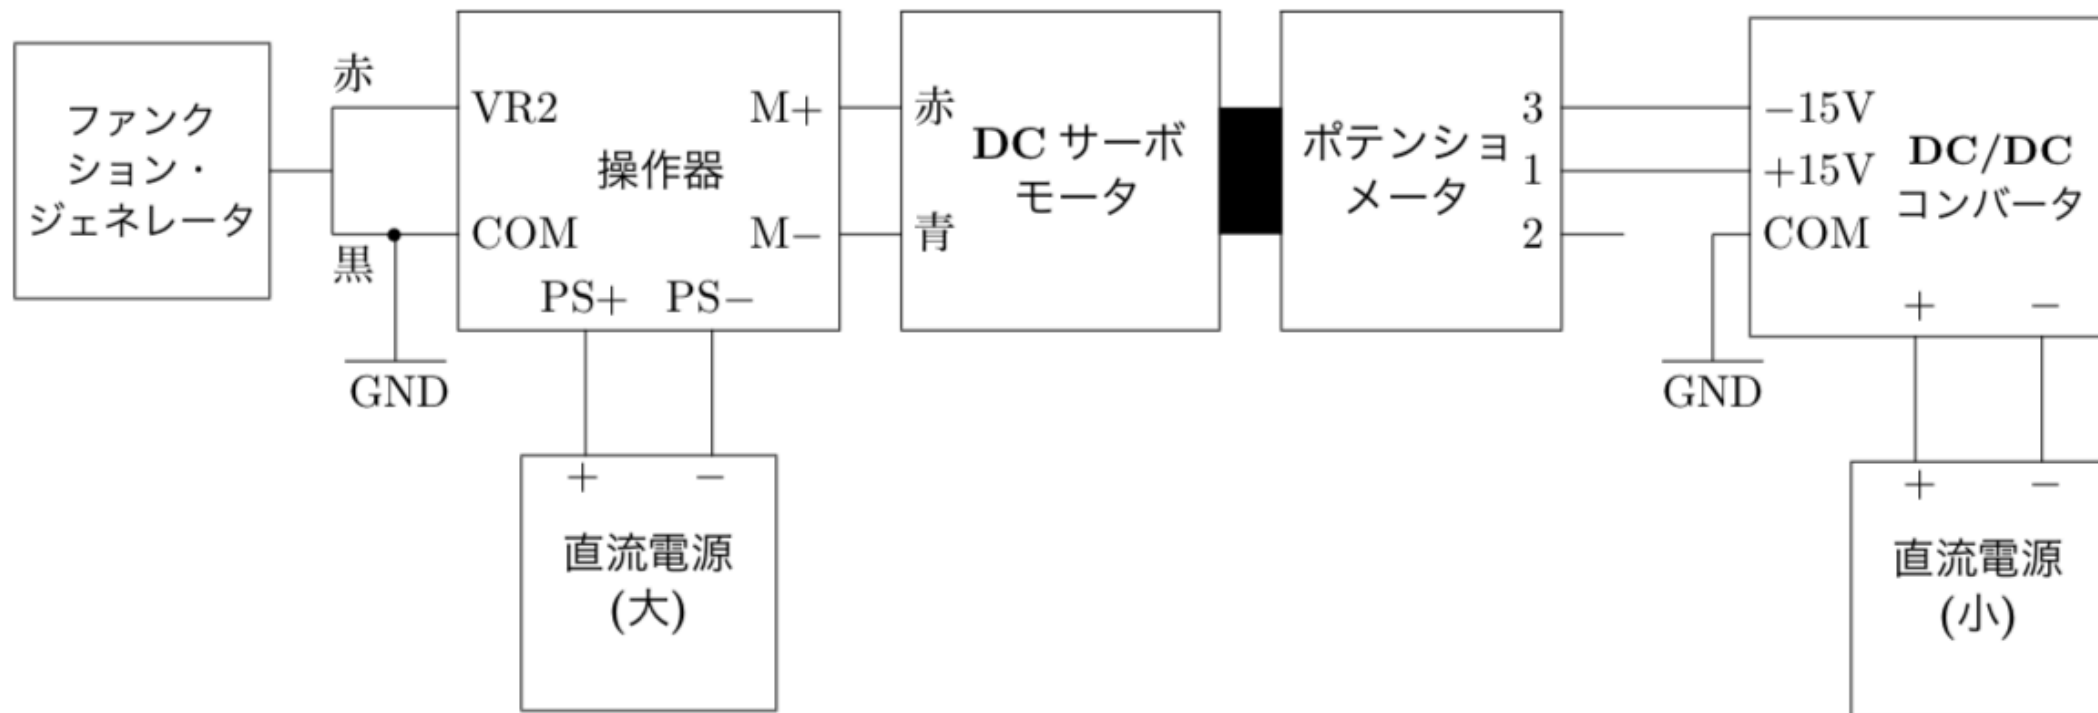 ファンク
ション・
ジェネレータ
赤
黒
GND
VR2
COM
操作器
M+
M−
PS+
PS−
+
−
直流電源
(大)
赤
青
DC サーボ
モータ
ポテンショ
メータ
3
1
2
−15V
+15V
COM
DC/DC
コンバータ
+
−
GND
+
−
直流電源
(小)